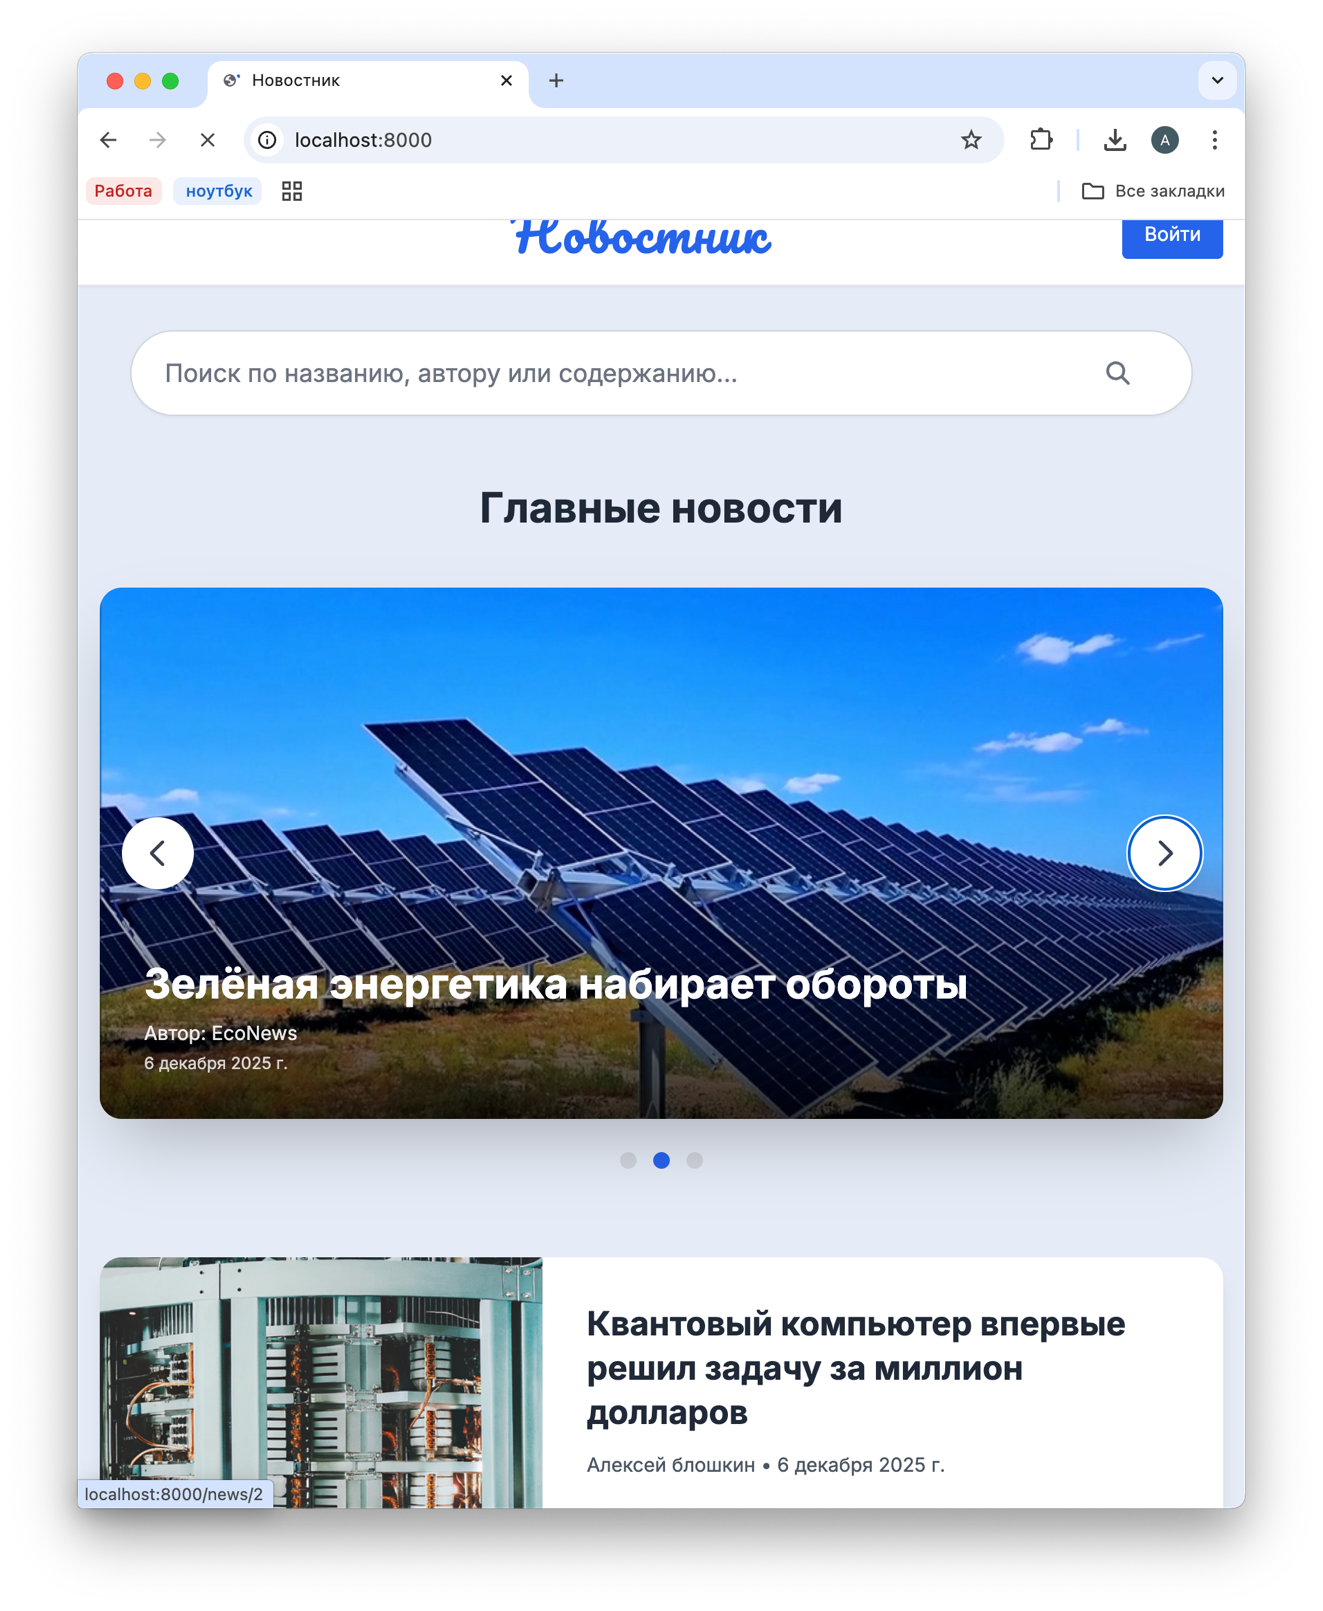 Новостник
localhost:8000
A
Работа
ноутбук
Все закладки
Новостник
Войти
Поиск по названию, автору или содержанию...
Главные новости
Зелёная энергетика набирает обороты
Автор: EcoNews
6 декабря 2025 г.
Квантовый компьютер впервые
решил задачу за миллион
долларов
Алексей блошкин • 6 декабря 2025 г.
localhost:8000/news/2